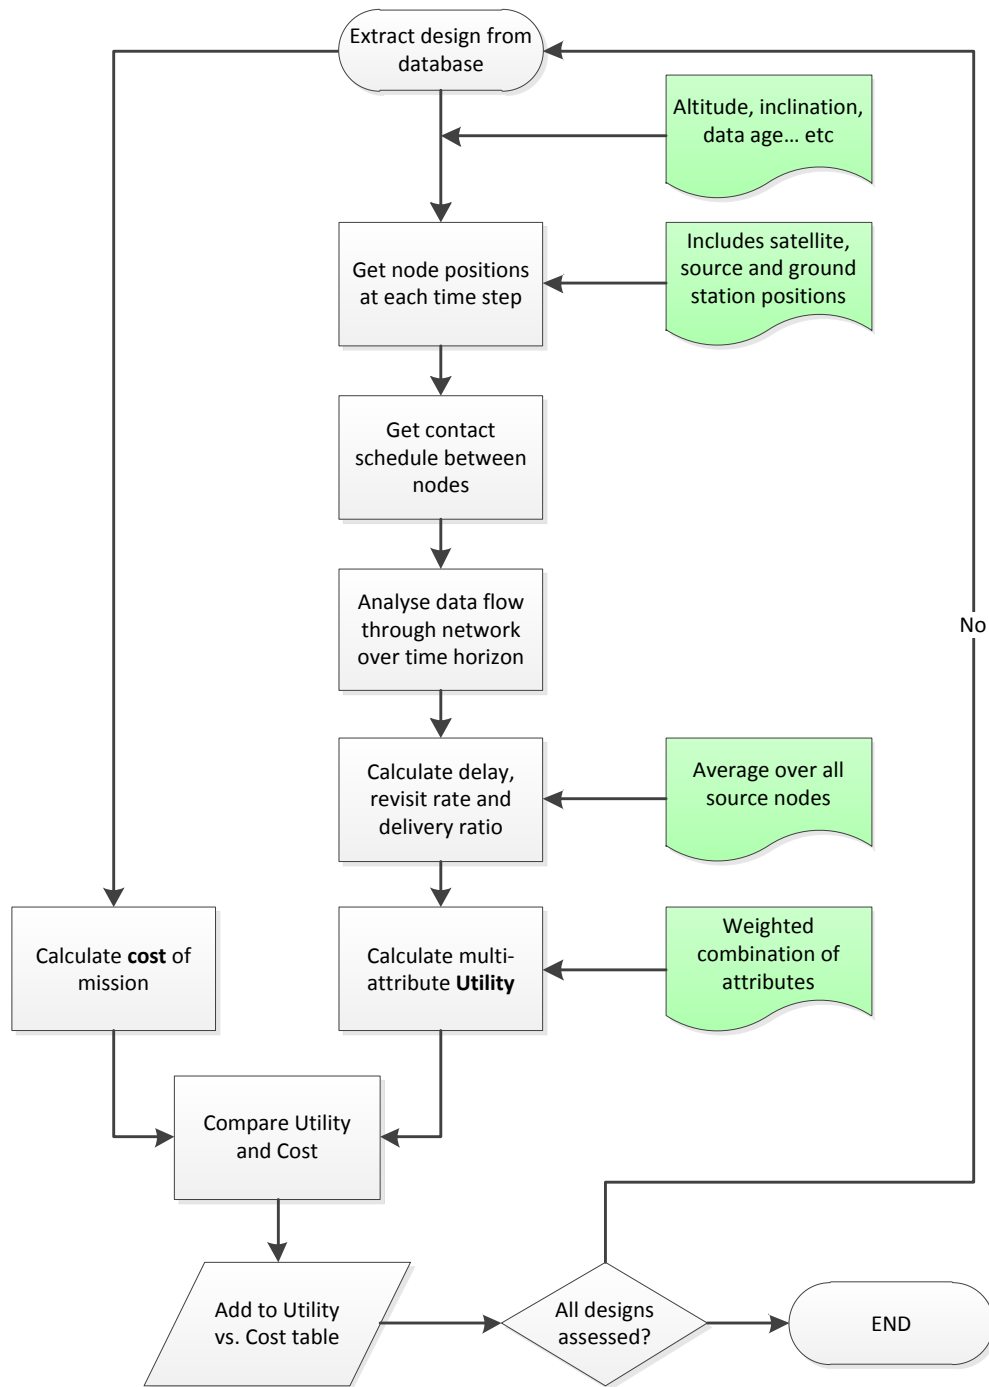 Extract design from
database
Altitude, inclination,
data age... etc
Get node positions
at each time step
Includes satellite,
source and ground
station positions
Get contact
schedule between
nodes
Analyse data flow
through network
over time horizon
No
Calculate delay,
revisit rate and
delivery ratio
Average over all
source nodes
Calculate cost of
mission
Calculate multi-
attribute Utility
Weighted
combination of
attributes
Compare Utility
and Cost
Add to Utility
vs. Cost table
All designs
assessed?
END